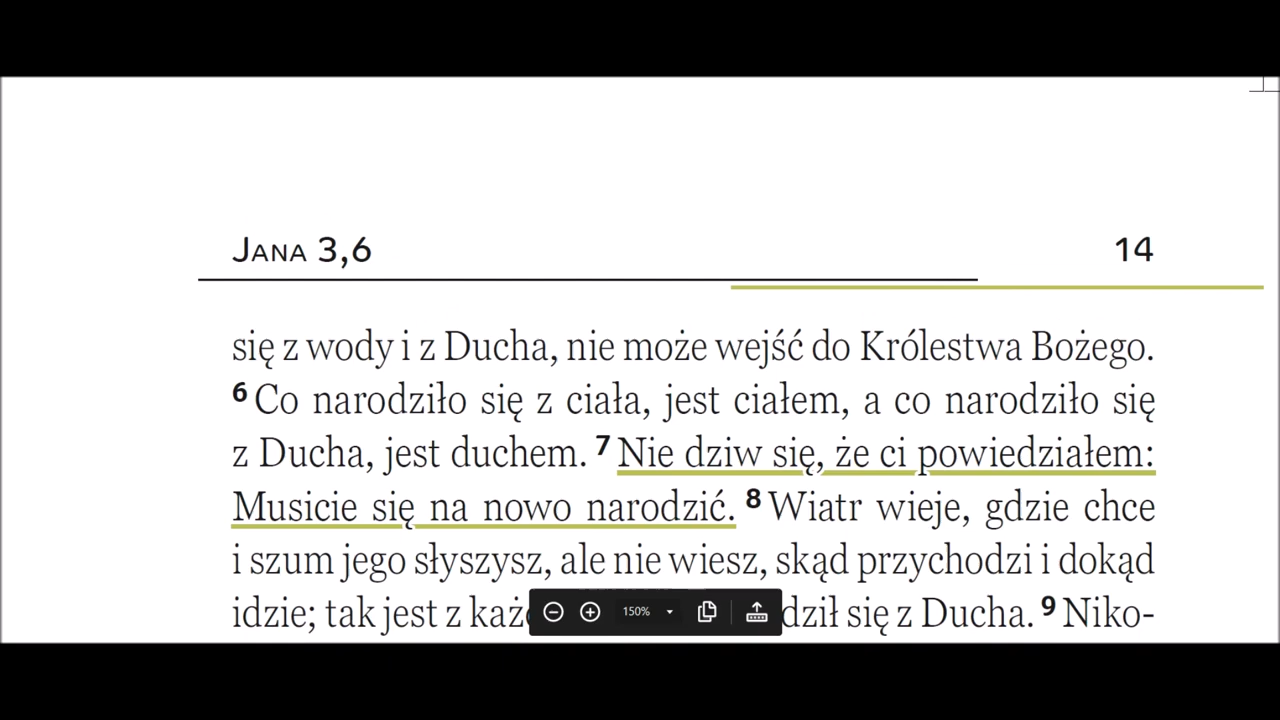 Jana 3,6 14
się z wody i z Ducha, nie może wejść do Królestwa Bożego.
6 Co narodziło się z ciała, jest ciałem, a co narodziło się
z Ducha, jest duchem. 7 Nie dziw się, że ci powiedziałem:
Musicie się na nowo narodzić. 8 Wiatr wieje, gdzie chce
i szum jego słyszysz, ale nie wiesz, skąd przychodzi i dokąd
idzie; tak jest z każd dził się z Ducha. 9 Niko-
150%